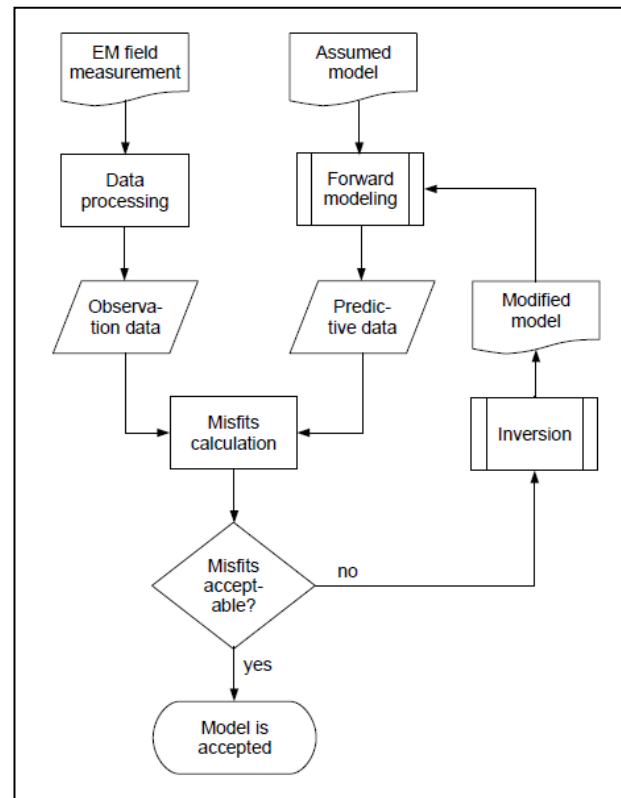 EM field
measurement
Assumed
model
Data
processing
Forward
modeling
Observa-
tion data
Predic-
tive data
Modified
model
Misfits
calculation
Inversion
Misfits
accept-
able?
no
yes
Model is
accepted